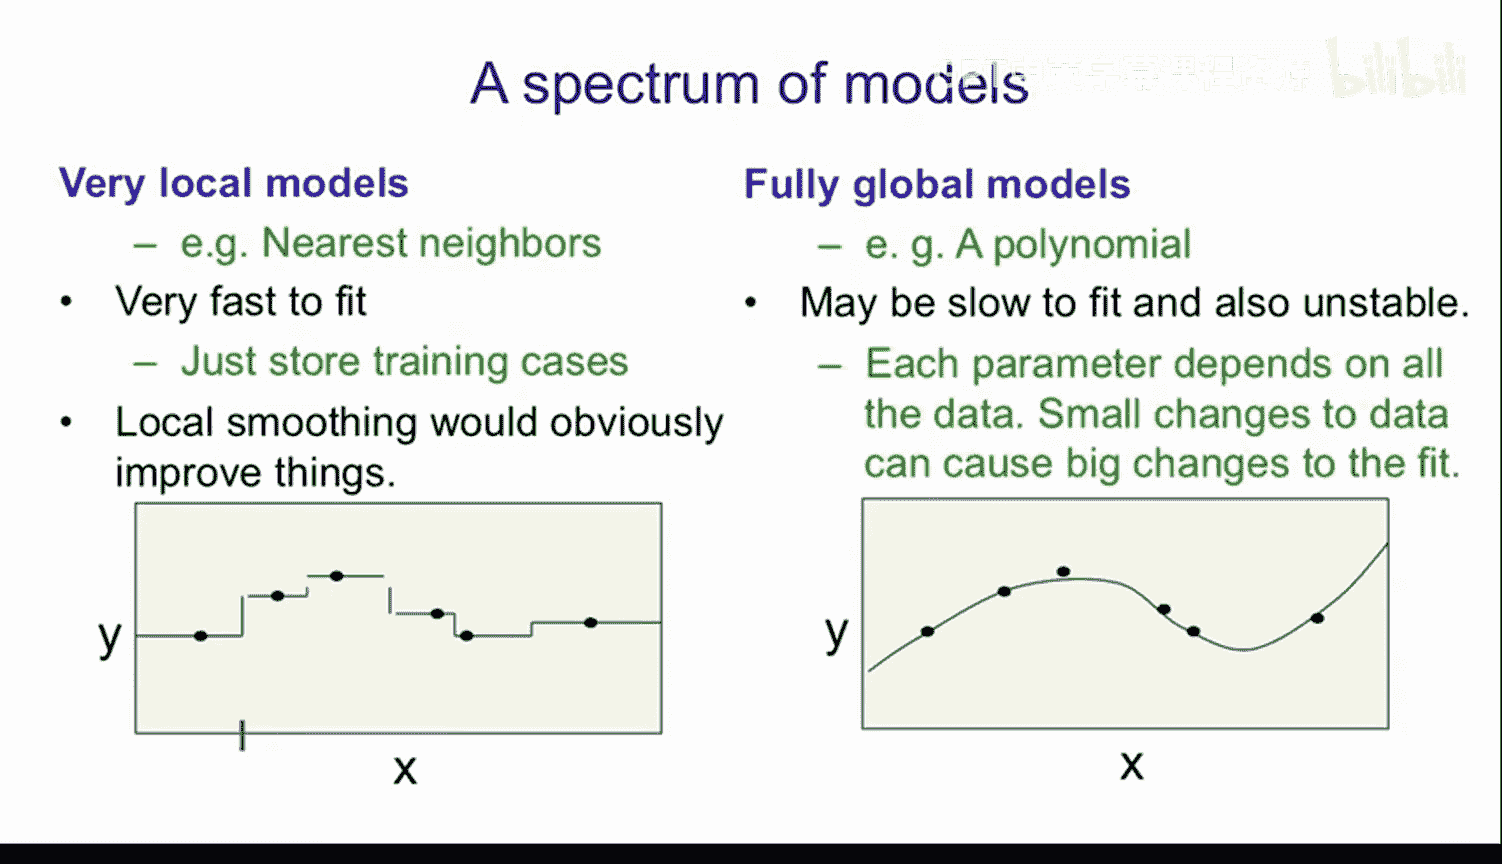 A spectrum of models
bilibili
Very local models
– e.g. Nearest neighbors
• Very fast to fit
– Just store training cases
• Local smoothing would obviously
improve things.
y
x
Fully global models
– e. g. A polynomial
• May be slow to fit and also unstable.
– Each parameter depends on all
the data. Small changes to data
can cause big changes to the fit.
y
x